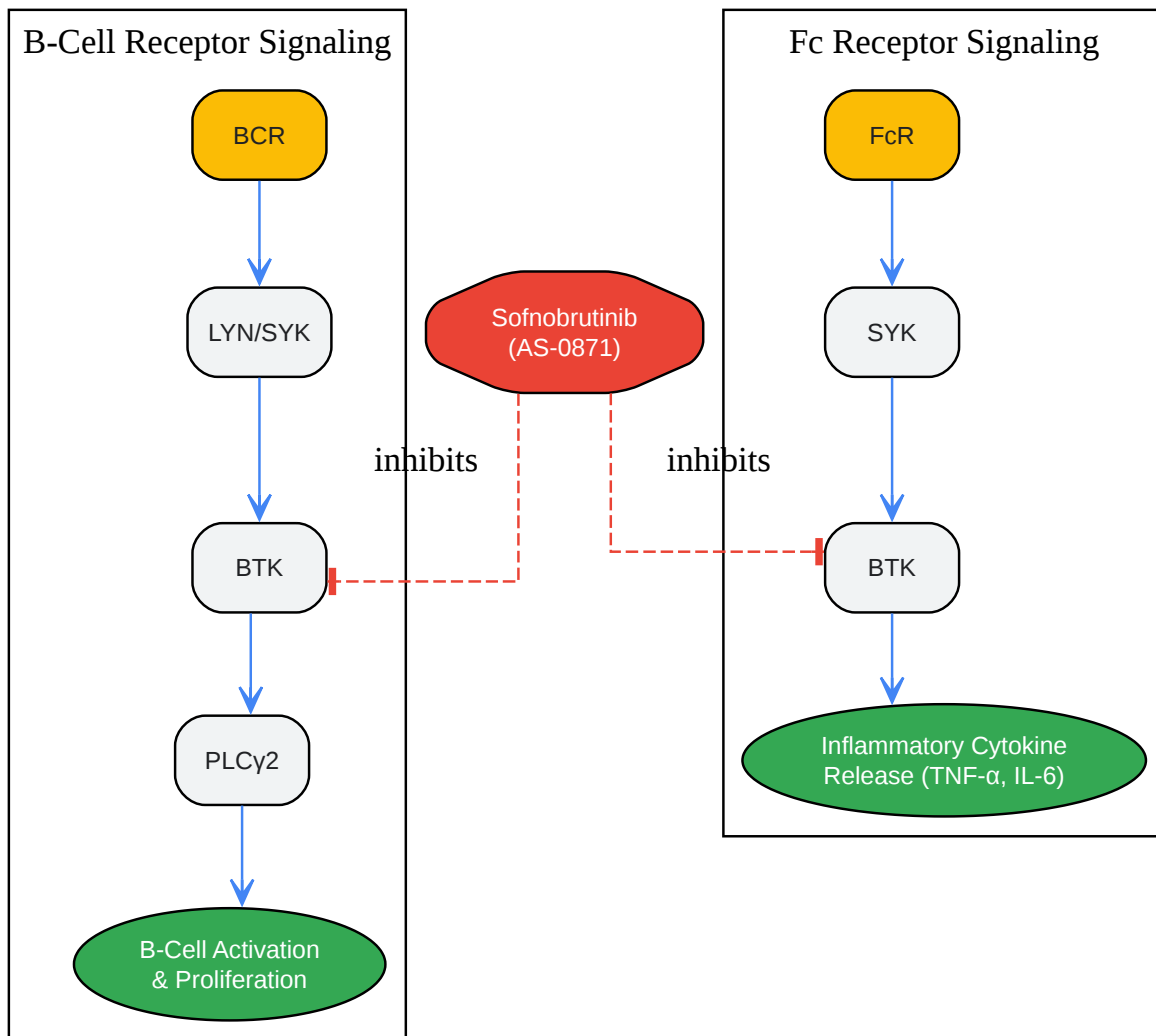 B-Cell Receptor Signaling
BCR
LYN/SYK
BTK
PLCγ2
B-Cell Activation
& Proliferation
Sofnobrutinib
(AS-0871)
inhibits
inhibits
Fc Receptor Signaling
FcR
SYK
BTK
Inflammatory Cytokine
Release (TNF-α, IL-6)